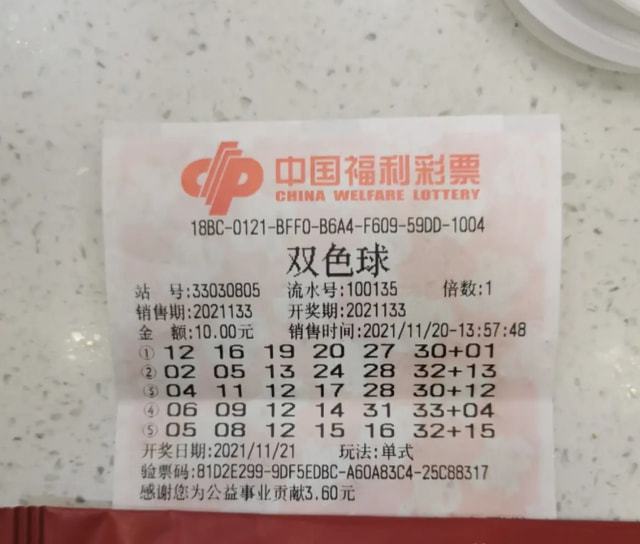 中国福利彩票
CHINA WELFARE LOTTERY
18BC-0121-BFF0-B6A4-F609-59DD-1004
双色球
站 号:33030805 流水号:100135 倍数:1
销售期:2021133 开奖期:2021133
金 额:10.00元 销售时间:2021/11/20-13:57:48
① 12 16 19 20 27 30+01
② 02 05 13 24 28 32+13
③ 04 11 12 17 28 30+12
④ 06 09 12 14 31 33+04
⑤ 05 08 12 15 16 32+15
开奖日期:2021/11/21 玩法:单式
验票码:81D2E299-9DF5EDBC-A60A83C4-25C88317
感谢您为公益事业贡献3.60元